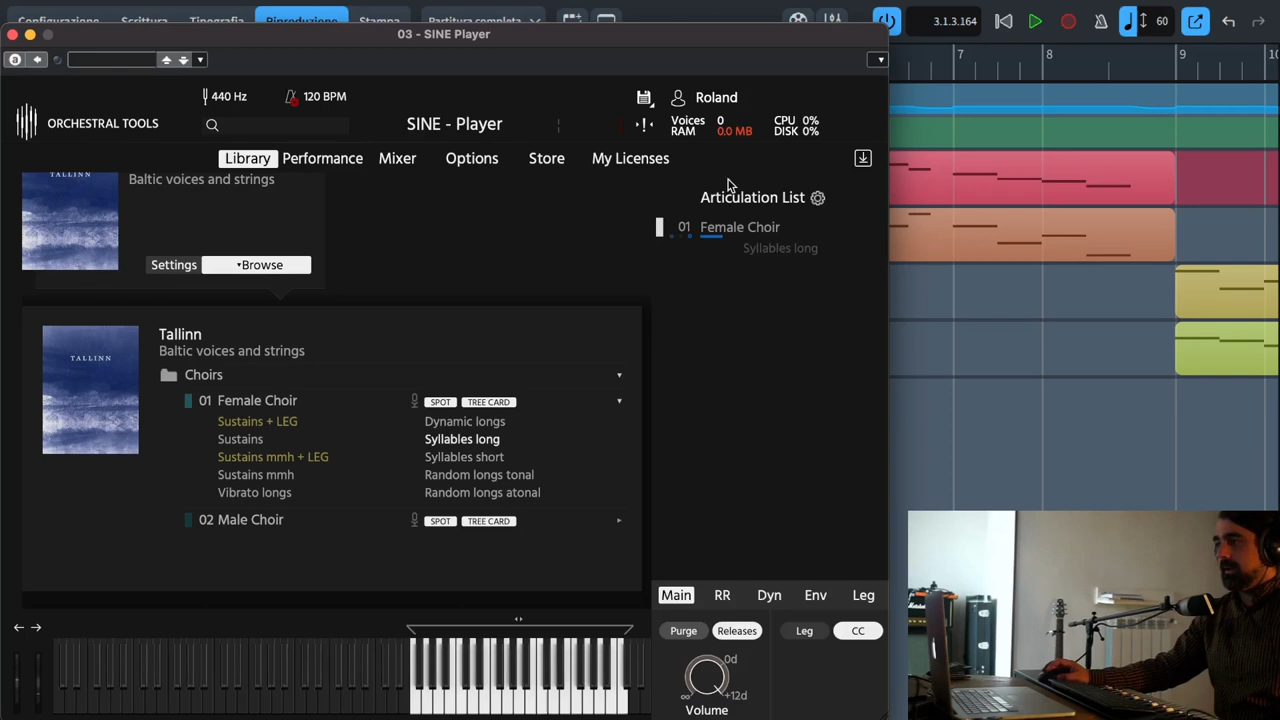 Configurazione Scrittura Tipografia Riproduzione Stampa Partitura completa
3.1.3.164 60
03 - SINE Player
7 8 9 10
440 Hz 120 BPM
Roland
ORCHESTRAL TOOLS
SINE - Player
Voices 0 CPU 0%
RAM 0.0 MB DISK 0%
Library Performance Mixer Options Store My Licenses
TALLINN
Baltic voices and strings
Articulation List
01 Female Choir
Syllables long
Settings Browse
Tallinn
Baltic voices and strings
TALLINN
Choirs
01 Female Choir SPOT TREE CARD
Sustains + LEG Dynamic longs
Sustains Syllables long
Sustains mmh + LEG Syllables short
Sustains mmh Random longs tonal
Vibrato longs Random longs atonal
02 Male Choir SPOT TREE CARD
Main RR Dyn Env Leg
Purge Releases Leg CC
0d
∞ +12d
Volume